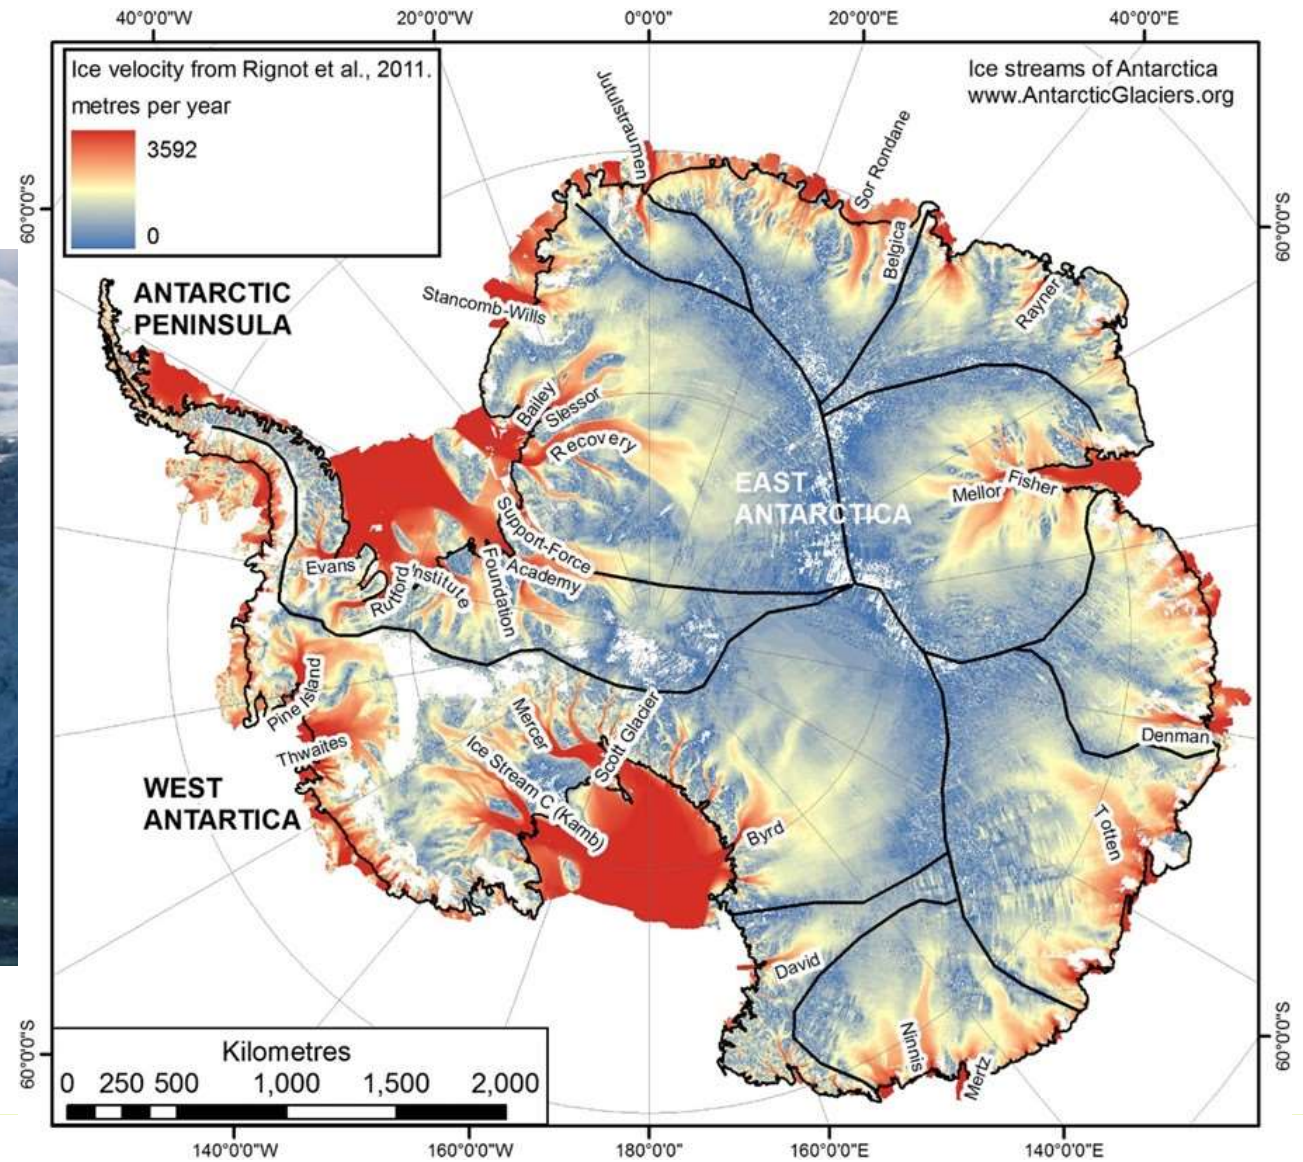 40°0'0"W
20°0'0"W
0°0'0"
20°0'0"E
40°0'0"E
Ice velocity from Rignot et al., 2011.
metres per year
3592
0
Ice streams of Antarctica
www.AntarcticGlaciers.org
60°0'0"S
60°0'0"S
Jutulstraumen
Sor Rondane
Belgica
Rayner
Stancomb-Wills
ANTARCTIC
PENINSULA
Bailey
Slessor
Recovery
EAST
ANTARCTICA
Mellor
Fisher
Support-Force
Academy
Foundation
Institute
Rutford
Evans
Pine Island
Thwaites
Mercer
Scott Glacier
Ice Stream C (Kamb)
WEST
ANTARTICA
Byrd
Denman
Totten
David
Ninnis
Mertz
60°0'0"S
60°0'0"S
Kilometres
0 250 500 1,000 1,500 2,000
140°0'0"W
160°0'0"W
180°0'0"
160°0'0"E
140°0'0"E